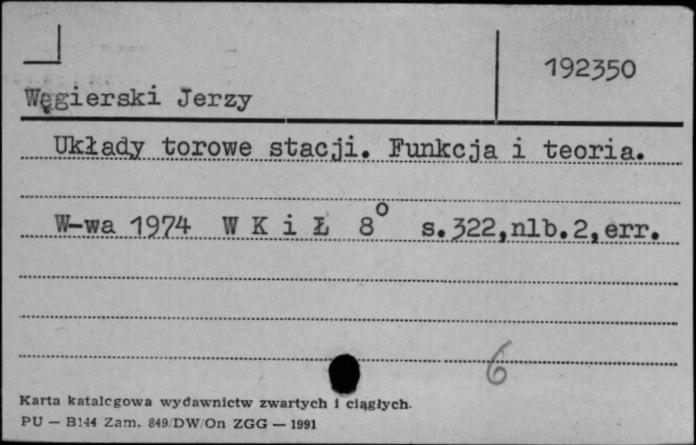 192350
Węgierski Jerzy
Układy torowe stacji. Funkcja i teoria.
W-wa 1974 W K i Ł 8° s.322,nlb.2,err.
6
Karta katalcgowa wydawnictw zwartych i ciągłych.
PU — B144 Zam. 849/DW/On ZGG — 1991